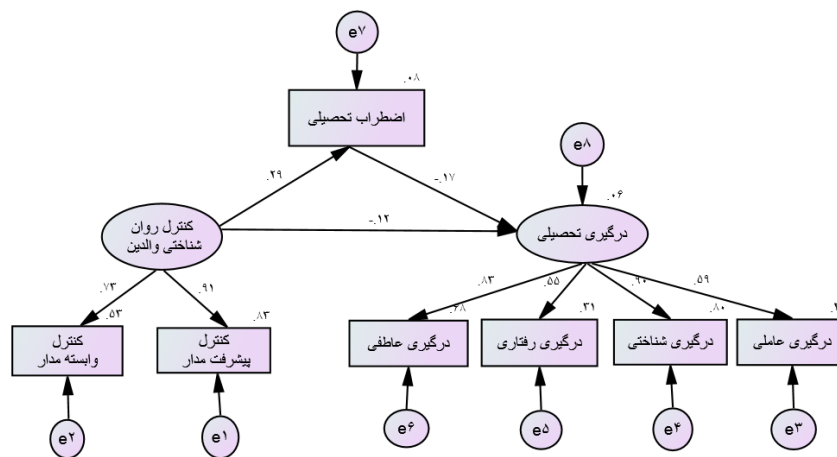 e۷
.۰۸
اضطراب تحصیلی
e۸
.۲۹
-.۱۷
.۰۶
کنترل روان
شناختی والدین
-.۱۲
درگیری تحصیلی
.۷۳
.۹۱
.۸۳
.۵۵
.۹۰
.۵۹
.۵۳
.۸۳
.۶۸
.۳۱
.۸۰
کنترل
وابسته مدار
کنترل
پیشرفت مدار
درگیری عاطفی
درگیری رفتاری
درگیری شناختی
درگیری عاملی
e۲
e۱
e۶
e۵
e۴
e۳